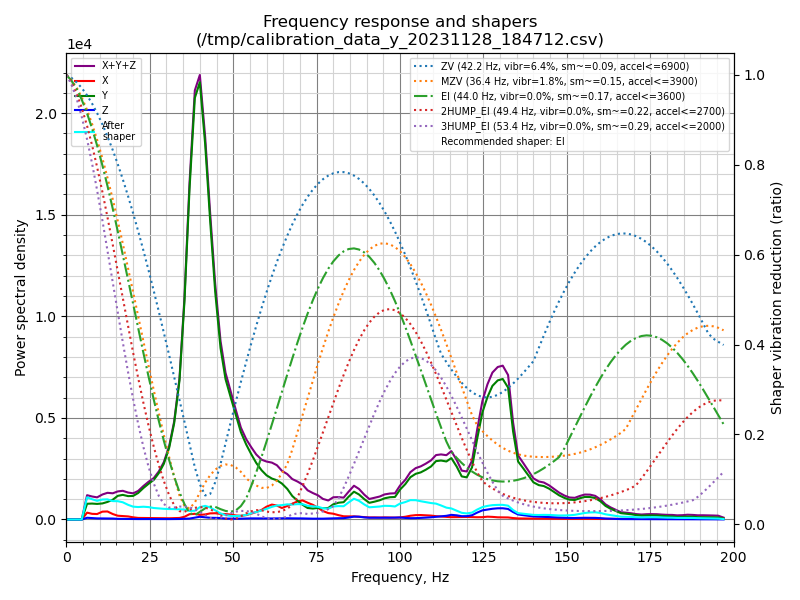 Frequency response and shapers
(/tmp/calibration_data_y_20231128_184712.csv)
1e4
X+Y+Z
X
Y
Z
After
shaper
ZV (42.2 Hz, vibr=6.4%, sm~=0.09, accel<=6900)
MZV (36.4 Hz, vibr=1.8%, sm~=0.15, accel<=3900)
EI (44.0 Hz, vibr=0.0%, sm~=0.17, accel<=3600)
2HUMP_EI (49.4 Hz, vibr=0.0%, sm~=0.22, accel<=2700)
3HUMP_EI (53.4 Hz, vibr=0.0%, sm~=0.29, accel<=2000)
Recommended shaper: EI
Power spectral density
2.0
1.5
1.0
0.5
0.0
1.0
0.8
0.6
0.4
0.2
0.0
Shaper vibration reduction (ratio)
0
25
50
75
100
125
150
175
200
Frequency, Hz